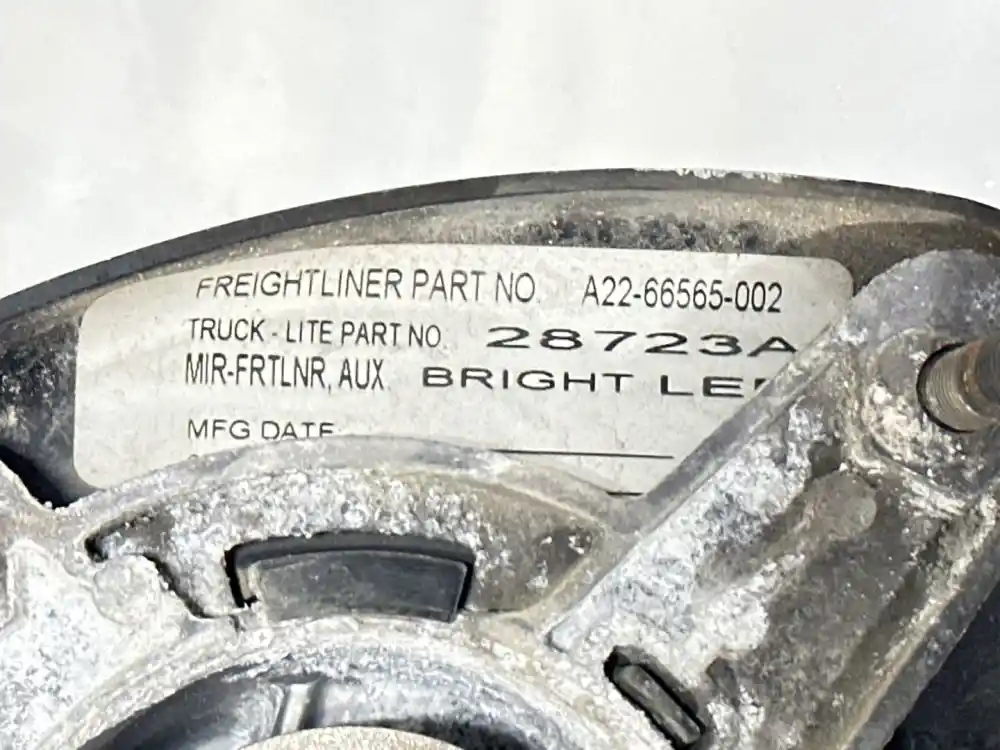 FREIGHTLINER PART NO. A22-66565-002
TRUCK - LITE PART NO. 28723A
MIR-FRTLNR, AUX. BRIGHT
MFG DATE